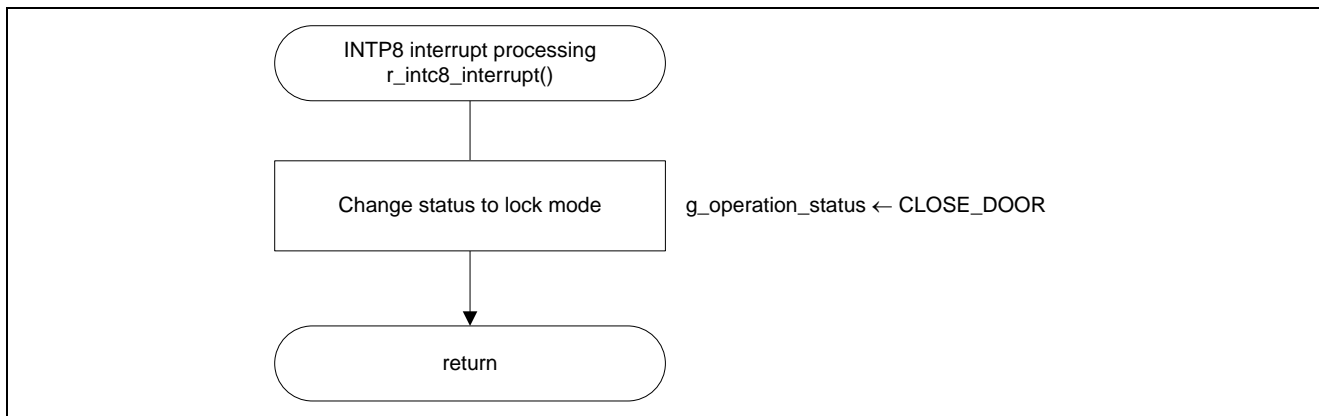 INTP8 interrupt processing
r_intc8_interrupt()
Change status to lock mode
g_operation_status ← CLOSE_DOOR
return